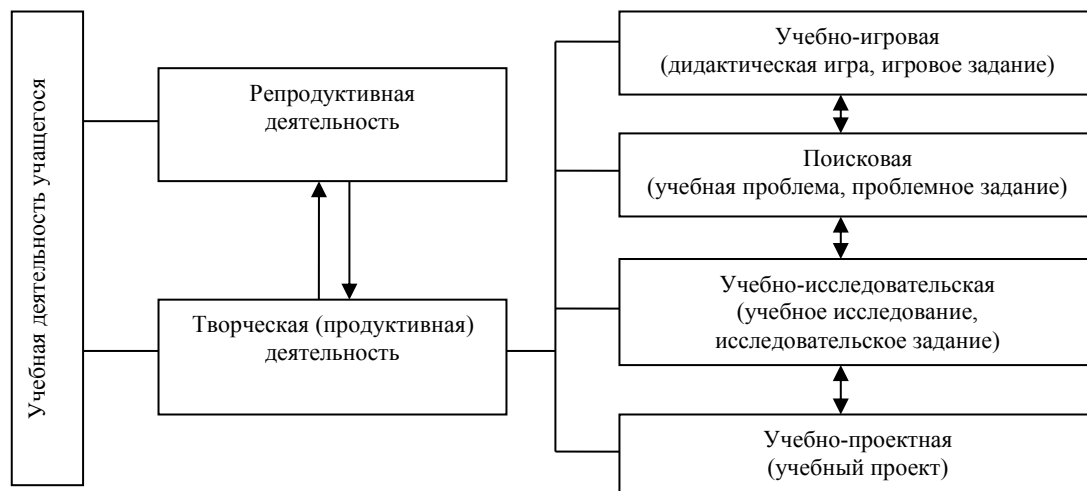 Учебная деятельность учащегося
Репродуктивная
деятельность
Творческая (продуктивная)
деятельность
Учебно-игровая
(дидактическая игра, игровое задание)
Поисковая
(учебная проблема, проблемное задание)
Учебно-исследовательская
(учебное исследование,
исследовательское задание)
Учебно-проектная
(учебный проект)